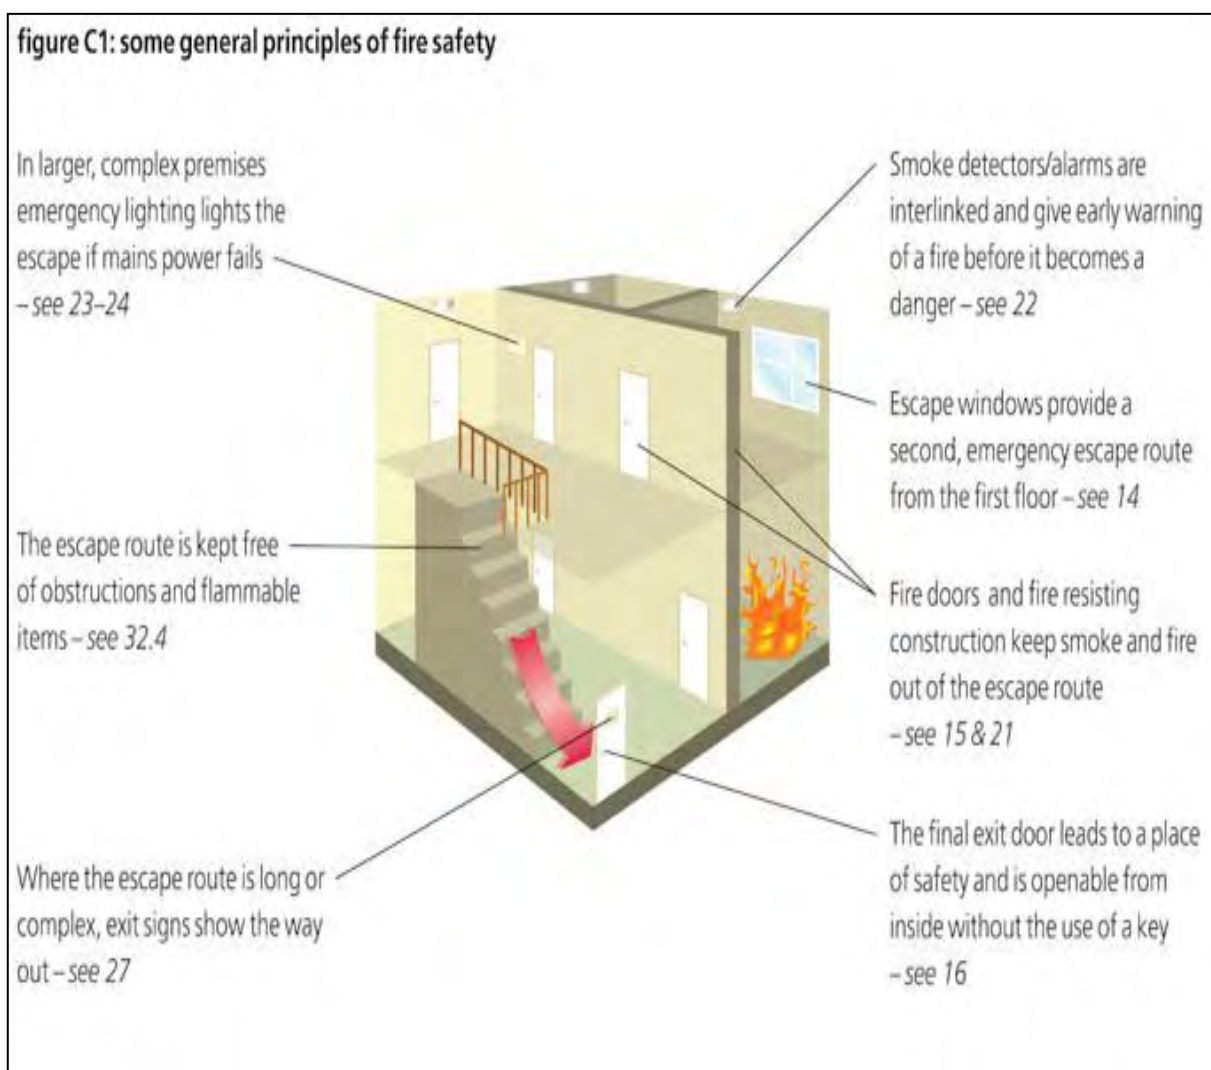 figure C1: some general principles of fire safety
In larger, complex premises
emergency lighting lights the
escape if mains power fails
– see 23–24
The escape route is kept free
of obstructions and flammable
items – see 32.4
Where the escape route is long or
complex, exit signs show the way
out – see 27
Smoke detectors/alarms are
interlinked and give early warning
of a fire before it becomes a
danger – see 22
Escape windows provide a
second, emergency escape route
from the first floor – see 14
Fire doors and fire resisting
construction keep smoke and fire
out of the escape route
– see 15 & 21
The final exit door leads to a place
of safety and is openable from
inside without the use of a key
– see 16